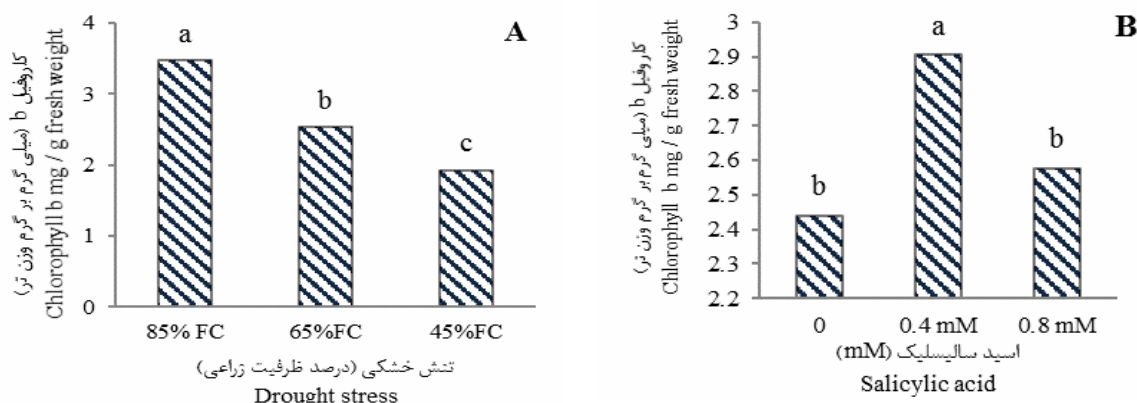 A
کلروفیل b (میلی گرم بر گرم وزن تر)
Chlorophyll b mg / g fresh weight
4
3
2
1
0
a
b
c
85% FC
65%FC
45%FC
تنش خشکی (درصد ظرفیت زراعی)
Drought stress
B
کاروفیل b (میلی گرم بر گرم وزن تر)
Chlorophyll b mg / g fresh weight
3
2.9
2.8
2.7
2.6
2.5
2.4
2.3
2.2
b
a
b
0
0.4 mM
0.8 mM
اسید سالیسلیک (mM)
Salicylic acid